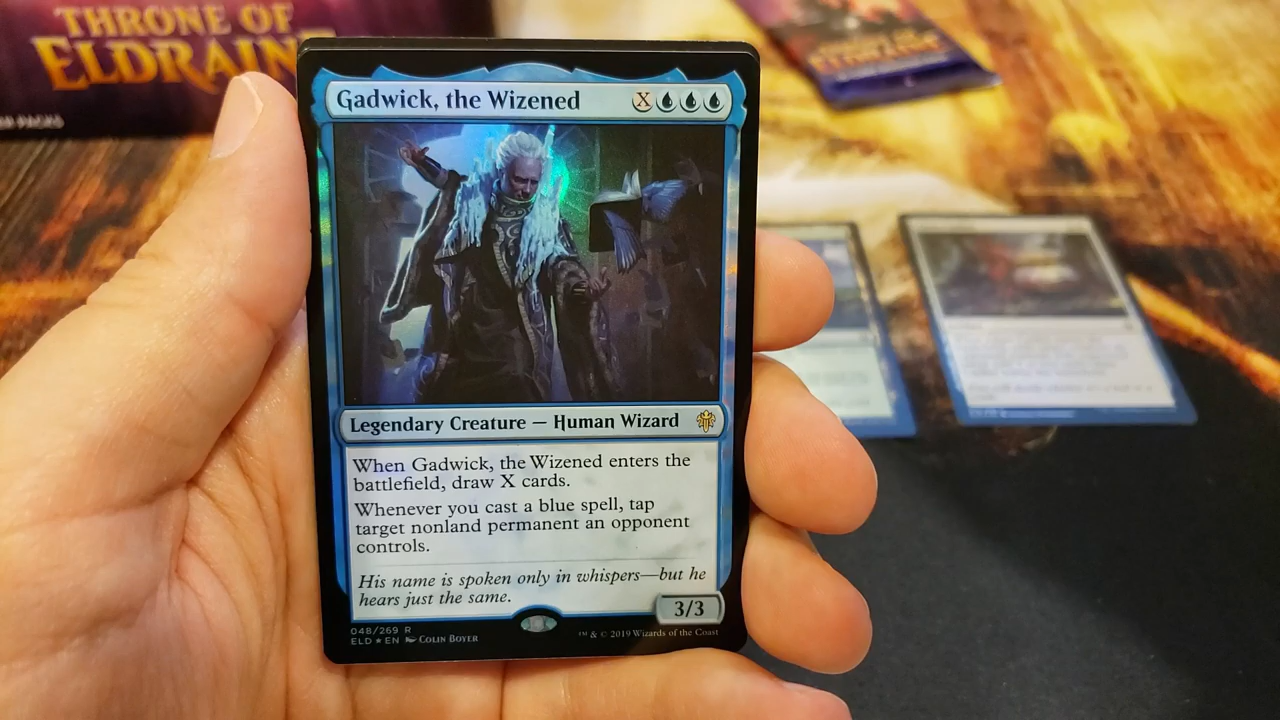 THRONE OF
ELDRAINE
Gadwick, the Wizened X
Legendary Creature — Human Wizard
When Gadwick, the Wizened enters the
battlefield, draw X cards.
Whenever you cast a blue spell, tap
target nonland permanent an opponent
controls.
His name is spoken only in whispers—but he
hears just the same.
3/3
048/269 R
ELD ★ EN Colin Boyer
™ & © 2019 Wizards of the Coast